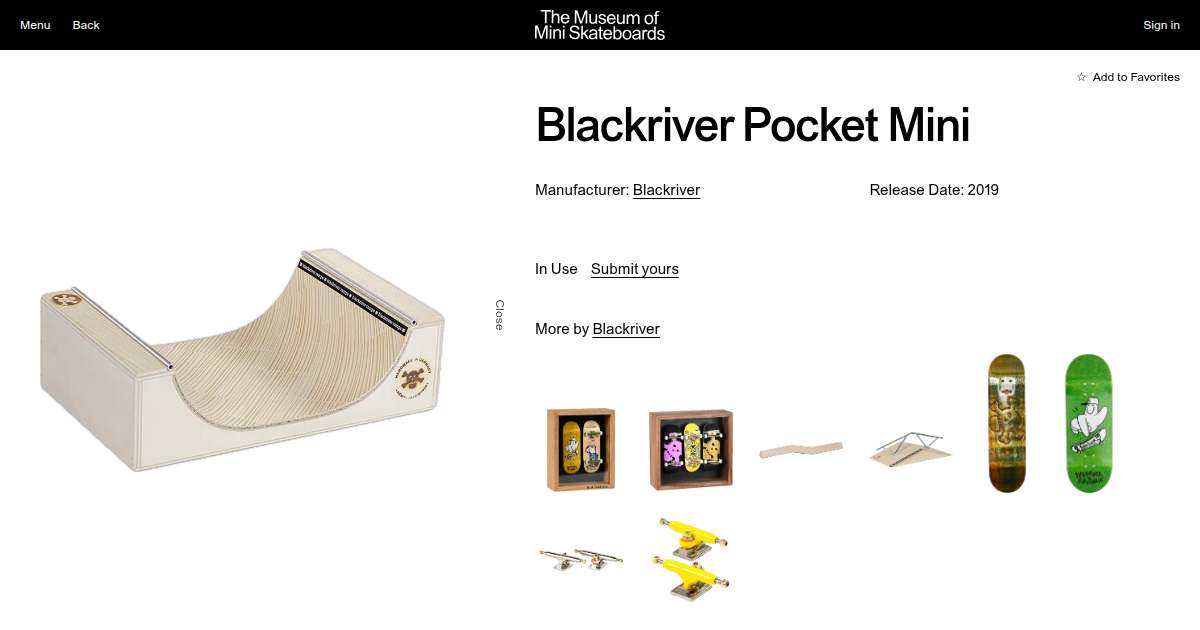 Menu
Back
The Museum of
Mini Skateboards
Sign in
☆ Add to Favorites
Blackriver Pocket Mini
Manufacturer: Blackriver
Release Date: 2019
In Use
Submit yours
Close
More by Blackriver